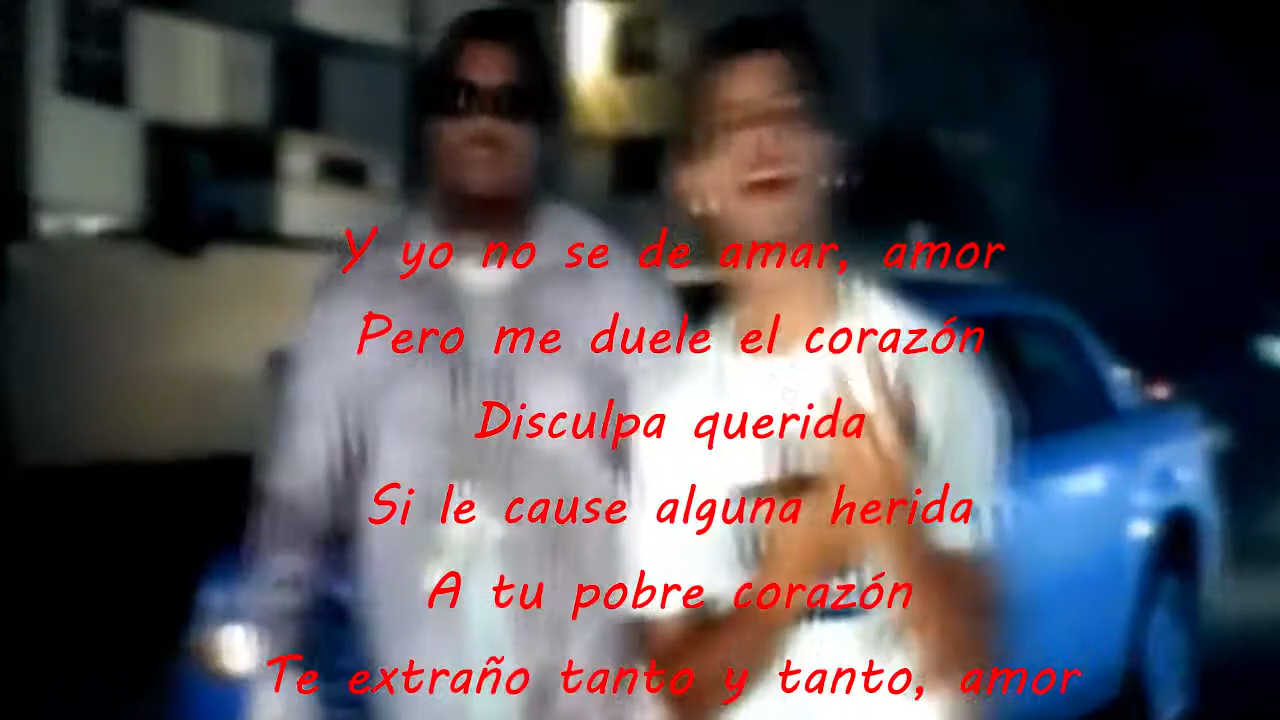 Y yo no se de amar, amor
Pero me duele el corazón
Disculpa querida
Si le cause alguna herida
A tu pobre corazón
Te extraño tanto y tanto, amor